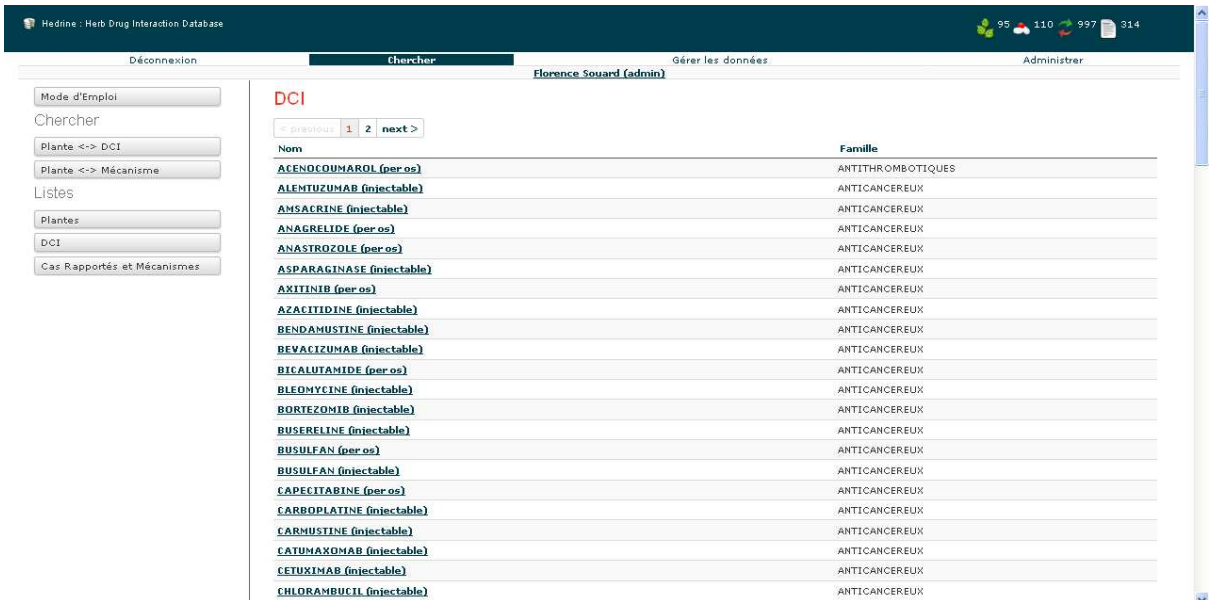 Hedrine : Herb Drug Interaction Database
95 110 997 314
Déconnexion Chercher Gérer les données Administrer
Florence Souard (admin)
Mode d'Emploi
Chercher
Plante <-> DCI
Plante <-> Mécanisme
Listes
Plantes
DCI
Cas Rapportés et Mécanismes
DCI
< previous 1 2 next >
Nom Famille
ACENOCOUMAROL (per os) ANTITHROMBOTIQUES
ALEMTUZUMAB (injectable) ANTICANCEREUX
AMSACRINE (injectable) ANTICANCEREUX
ANAGRELIDE (per os) ANTICANCEREUX
ANASTROZOLE (per os) ANTICANCEREUX
ASPARAGINASE (injectable) ANTICANCEREUX
AXITINIB (per os) ANTICANCEREUX
AZACITIDINE (injectable) ANTICANCEREUX
BENDAMUSTINE (injectable) ANTICANCEREUX
BEVACIZUMAB (injectable) ANTICANCEREUX
BICALUTAMIDE (per os) ANTICANCEREUX
BLEOMYCINE (injectable) ANTICANCEREUX
BORTEZOMIB (injectable) ANTICANCEREUX
BUSERELINE (injectable) ANTICANCEREUX
BUSULFAN (per os) ANTICANCEREUX
BUSULFAN (injectable) ANTICANCEREUX
CAPECITABINE (per os) ANTICANCEREUX
CARBOPLATINE (injectable) ANTICANCEREUX
CARMUSTINE (injectable) ANTICANCEREUX
CATUMAXOMAB (injectable) ANTICANCEREUX
CETUXIMAB (injectable) ANTICANCEREUX
CHLORAMBUCIL (injectable) ANTICANCEREUX